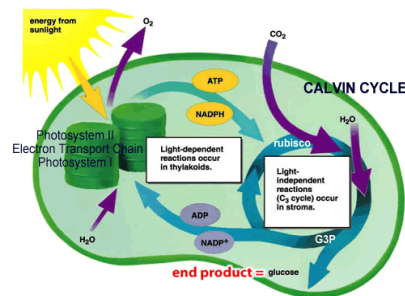 energy from
sunlight
O₂
CO₂
ATP
NADPH
CALVIN CYCLE
H₂O
rubisco
Photosystem II
Electron Transport Chain
Photosystem I
Light-dependent
reactions occur
in thylakoids.
Light-
independent
reactions
(C₃ cycle) occur
in stroma.
ADP
NADP⁺
H₂O
G3P
end product = glucose